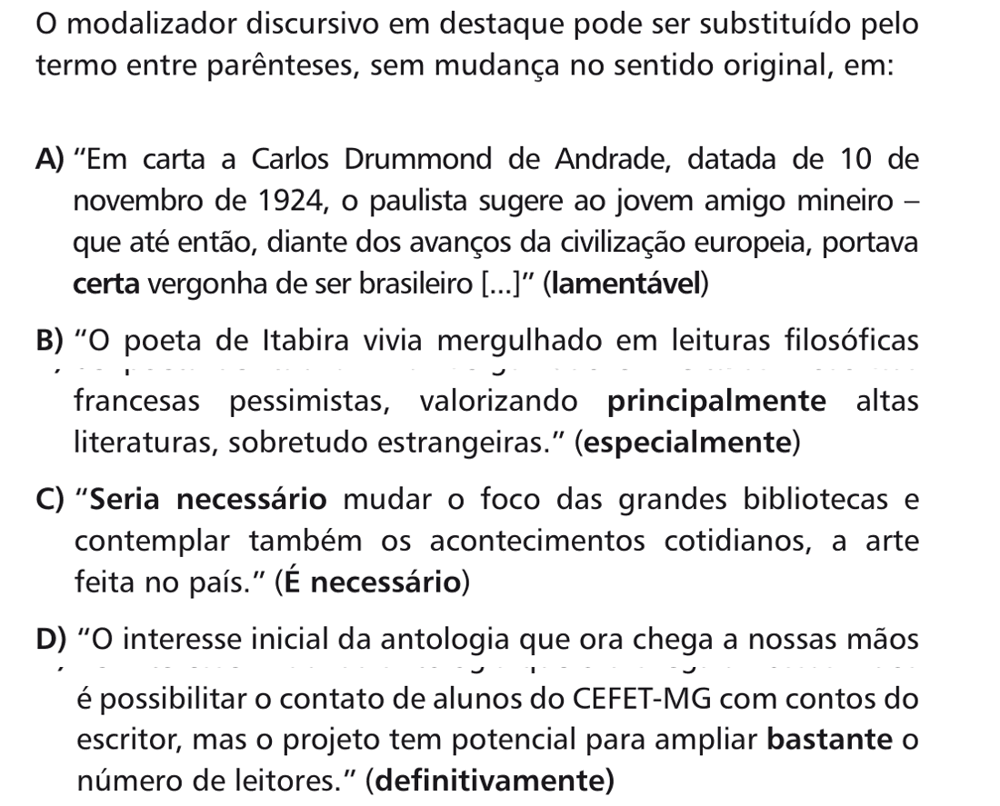 O modalizador discursivo em destaque pode ser substituído pelo
termo entre parênteses, sem mudança no sentido original, em:
A) “Em carta a Carlos Drummond de Andrade, datada de 10 de
novembro de 1924, o paulista sugere ao jovem amigo mineiro –
que até então, diante dos avanços da civilização europeia, portava
certa vergonha de ser brasileiro [...]” (lamentável)
B) “O poeta de Itabira vivia mergulhado em leituras filosóficas
francesas pessimistas, valorizando principalmente altas
literaturas, sobretudo estrangeiras.” (especialmente)
C) “Seria necessário mudar o foco das grandes bibliotecas e
contemplar também os acontecimentos cotidianos, a arte
feita no país.” (É necessário)
D) “O interesse inicial da antologia que ora chega a nossas mãos
é possibilitar o contato de alunos do CEFET-MG com contos do
escritor, mas o projeto tem potencial para ampliar bastante o
número de leitores.” (definitivamente)